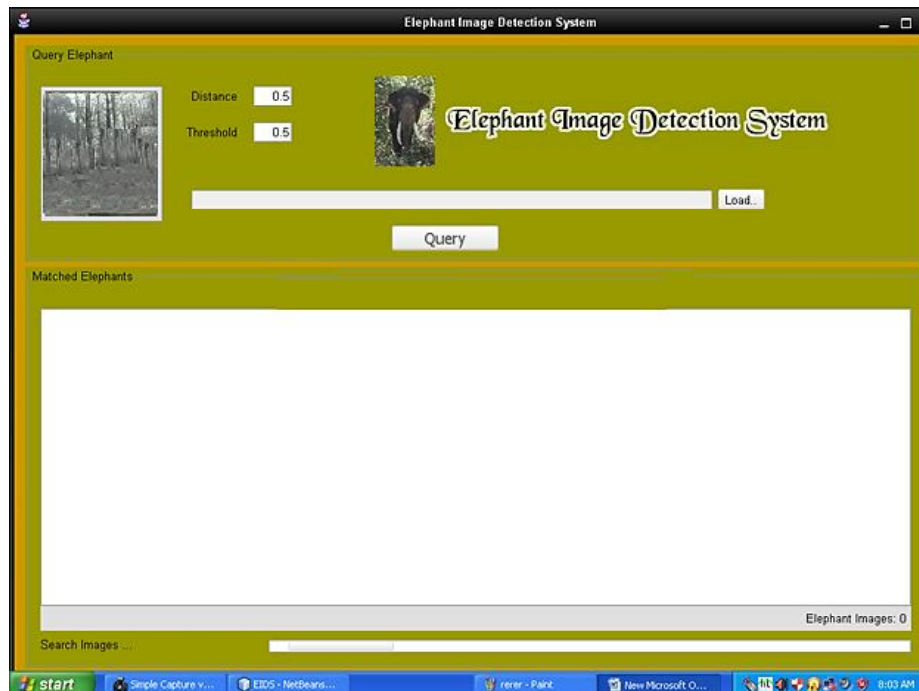 Elephant Image Detection System
Query Elephant
Distance 0.5
Threshold 0.5
Elephant Image Detection System
Load..
Query
Matched Elephants
Elephant Images: 0
Search Images ...
start
Simple Capture v...
EIDS - NetBeans...
rerer - Paint
New Microsoft O...
8:03 AM